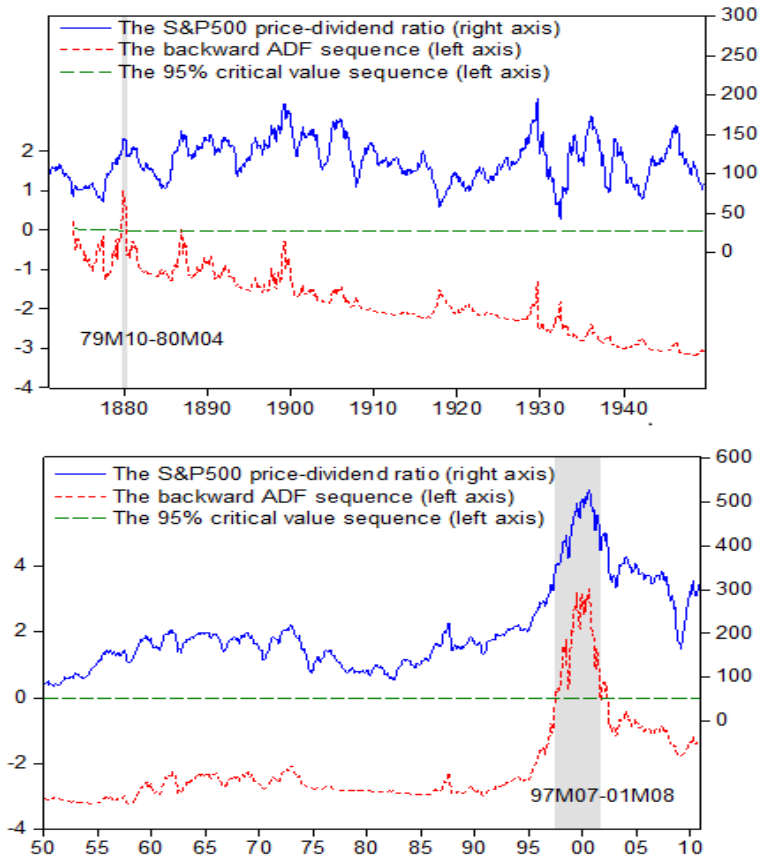 300
The S&P500 price-dividend ratio (right axis)
The backward ADF sequence (left axis)
250
The 95% critical value sequence (left axis)
200
2
150
1
100
0
50
-1
0
-2
79M10-80M04
-3
-4
1880 1890 1900 1910 1920 1930 1940
600
The S&P500 price-dividend ratio (right axis)
The backward ADF sequence (left axis)
500
The 95% critical value sequence (left axis)
400
4
300
2
200
0
100
0
-2
97M07-01M08
-4
50 55 60 65 70 75 80 85 90 95 00 05 10